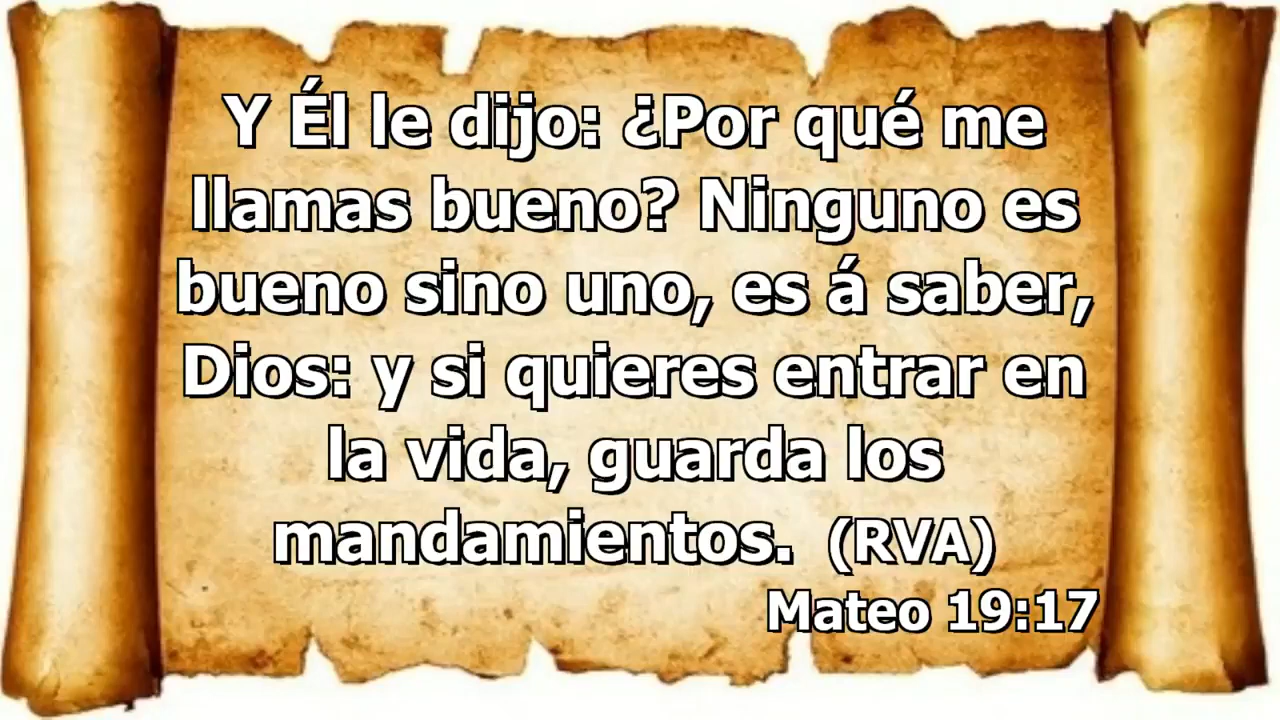 Y Él le dijo: ¿Por qué me
llamas bueno? Ninguno es
bueno sino uno, es á saber,
Dios: y si quieres entrar en
la vida, guarda los
mandamientos. (RVA)
Mateo 19:17